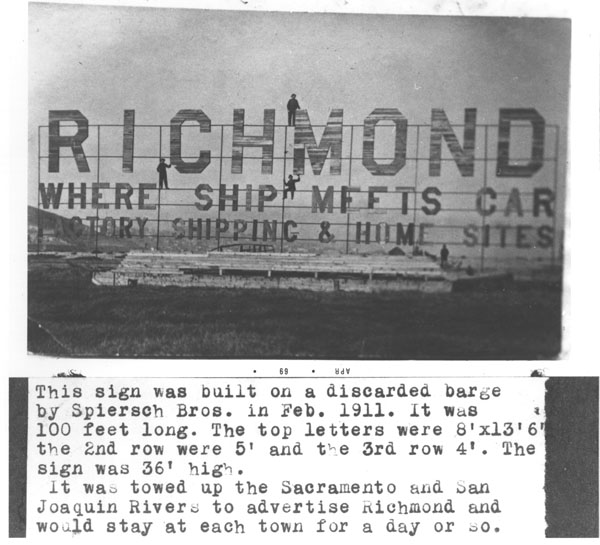 RICHMOND
WHERE SHIP MEETS CAR
FACTORY SHIPPING & HOME SITES
APR • 69 •
This sign was built on a discarded barge
by Spiersch Bros. in Feb. 1911. It was
100 feet long. The top letters were 8'x13'6"
the 2nd row were 5' and the 3rd row 4'. The
sign was 36' high.
It was towed up the Sacramento and San
Joaquin Rivers to advertise Richmond and
would stay at each town for a day or so.